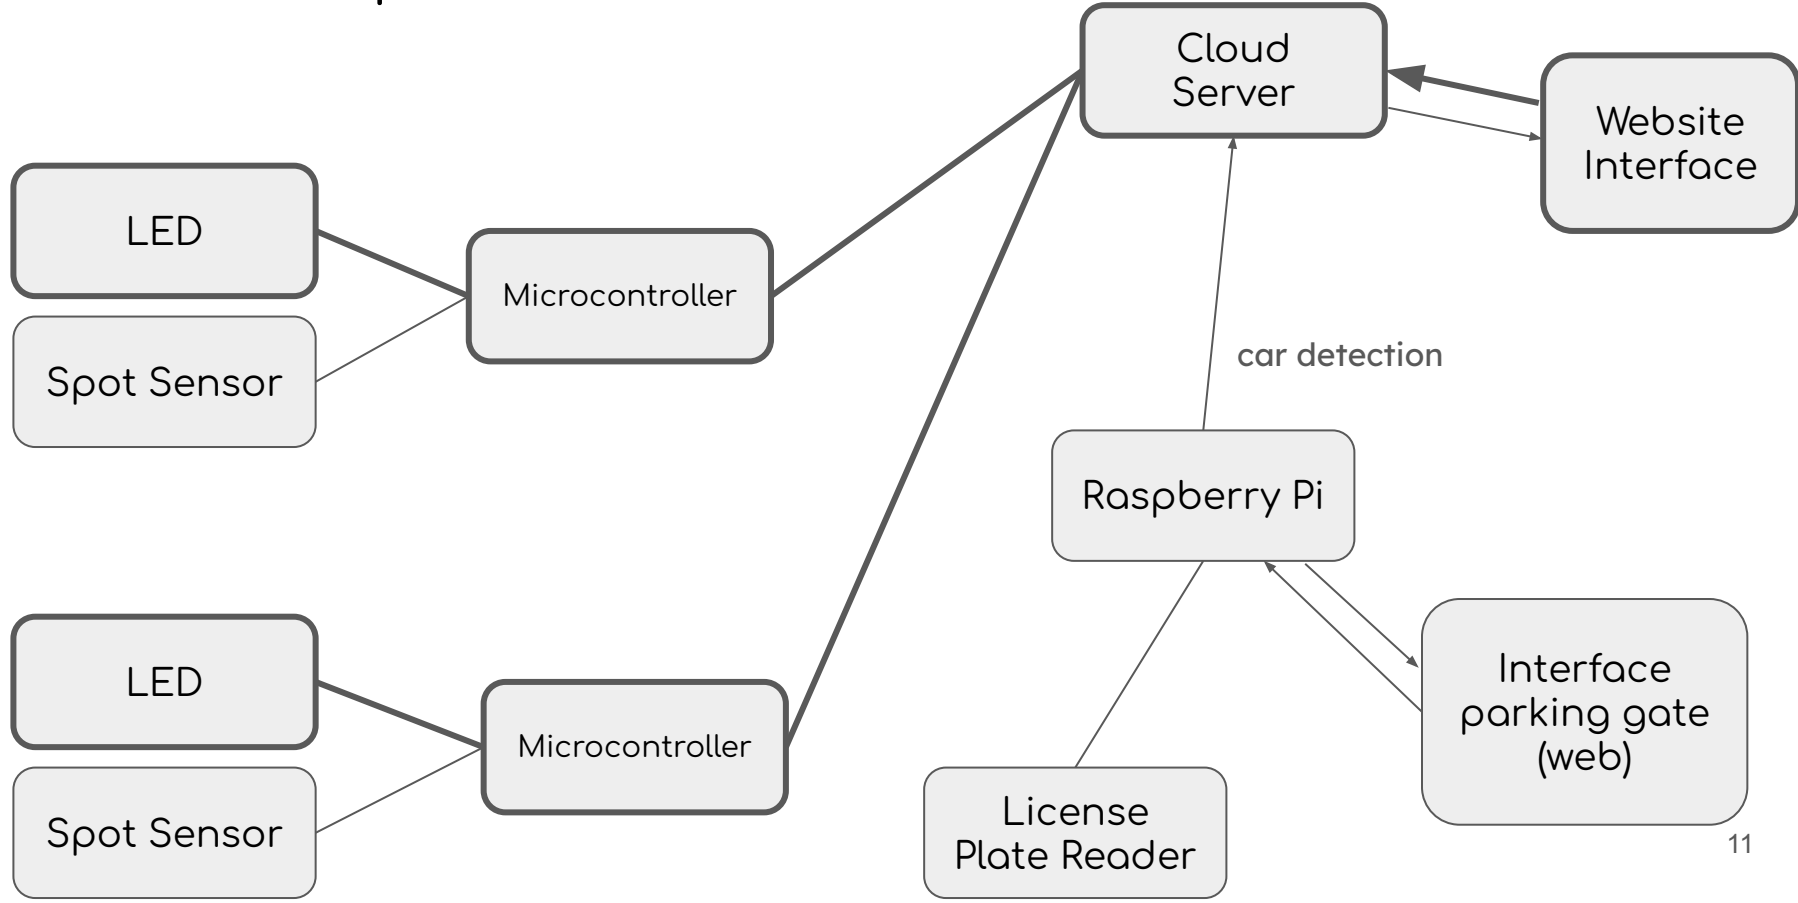 Cloud
Server
Website
Interface
LED
Microcontroller
Spot Sensor
car detection
Raspberry Pi
LED
Microcontroller
Spot Sensor
Interface
parking gate
(web)
License
Plate Reader
11